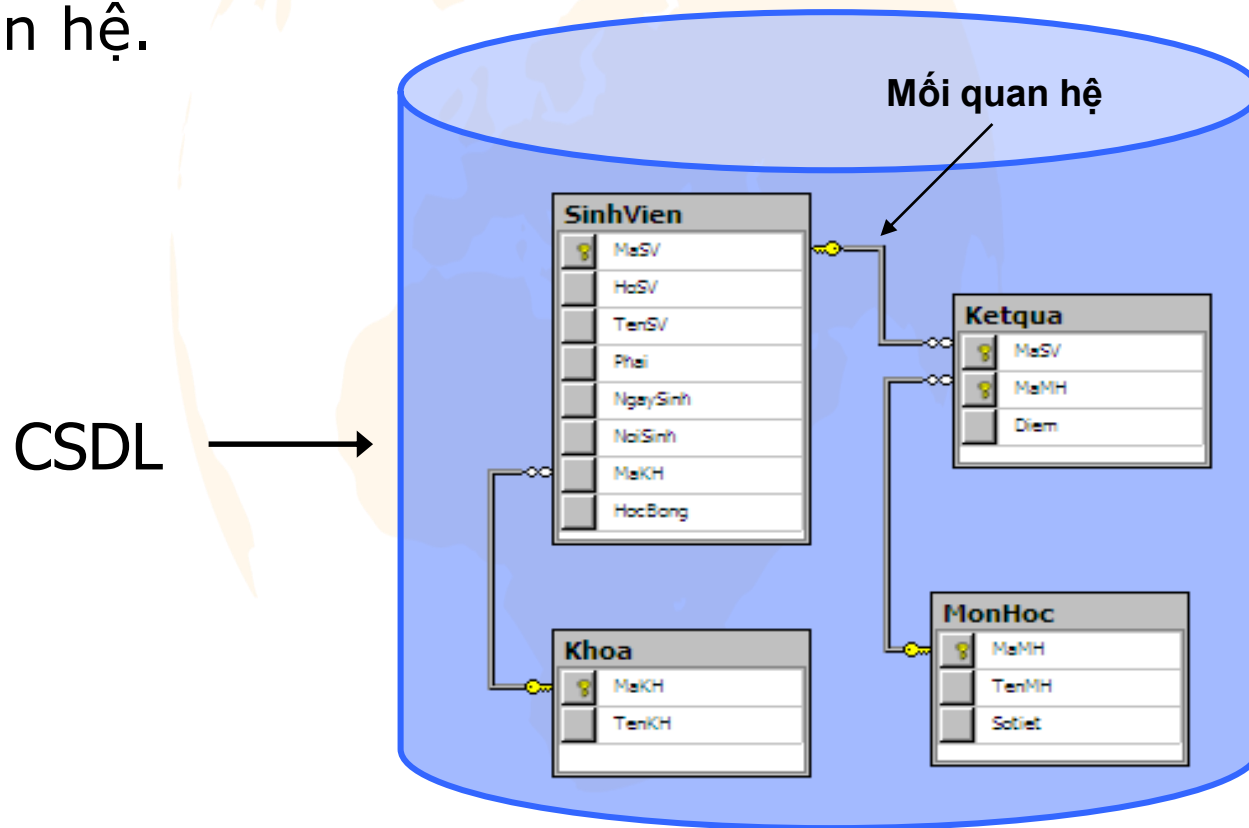 n hệ.
Mối quan hệ
SinhVien
MaSV
HoSV
TenSV
Phai
NgaySinh
NoiSinh
MaKH
HocBong
Ketqua
MaSV
MaMH
Diem
CSDL
Khoa
MaKH
TenKH
MonHoc
MaMH
TenMH
Sotiet